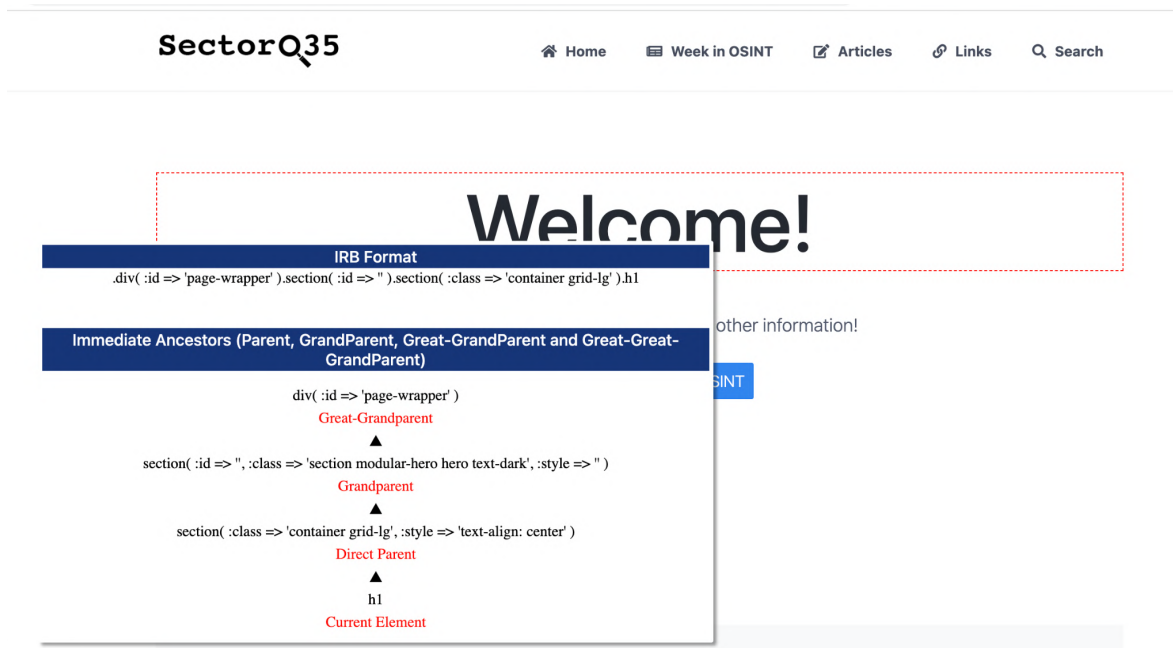 SectorQ35
Home Week in OSINT Articles Links Search
Welcome!
IRB Format
.div( :id => 'page-wrapper' ).section( :id => '' ).section( :class => 'container grid-lg' ).h1
other information!
Immediate Ancestors (Parent, GrandParent, Great-GrandParent and Great-Great-
GrandParent)
SINT
div( :id => 'page-wrapper' )
Great-Grandparent
▲
section( :id => '', :class => 'section modular-hero hero text-dark', :style => '' )
Grandparent
▲
section( :class => 'container grid-lg', :style => 'text-align: center' )
Direct Parent
▲
h1
Current Element